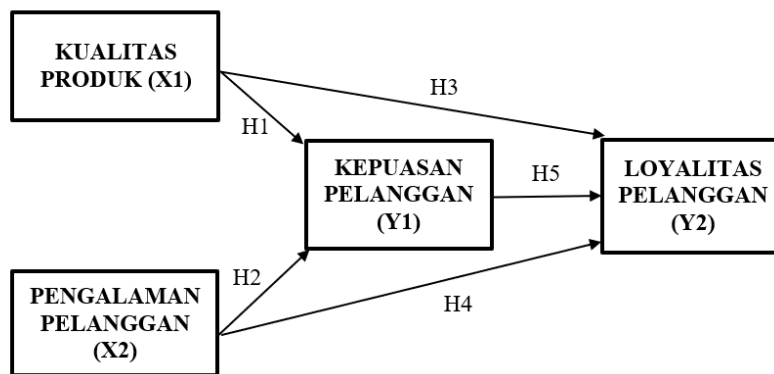 KUALITAS
PRODUK (X1)
H3
H1
KEPUASAN
PELANGGAN
(Y1)
H5
LOYALITAS
PELANGGAN
(Y2)
H2
PENGALAMAN
PELANGGAN
(X2)
H4